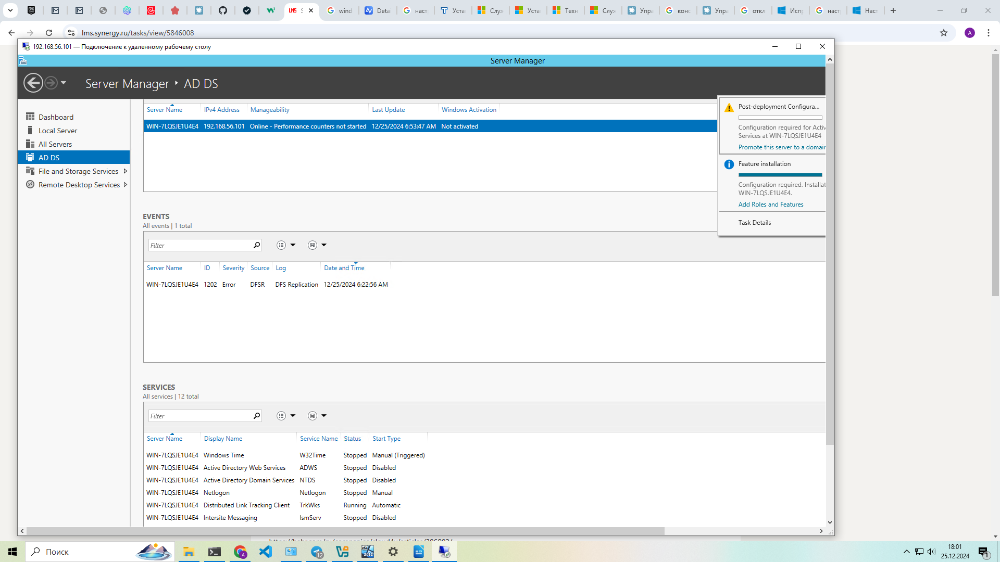 EPIC
LMS
S
wind
Deta
наст
Уста
Служ
Уста
Техн
Служ
Упра
конс
Упра
откл
Испр
наст
Наст
lms.synergy.ru/tasks/view/5846008
A
192.168.56.101 — Подключение к удаленному рабочему столу
Server Manager
Server Manager ‣ AD DS
Dashboard
Local Server
All Servers
AD DS
File and Storage Services
Remote Desktop Services
Server Name IPv4 Address Manageability Last Update Windows Activation
WIN-7LQSJE1U4E4 192.168.56.101 Online - Performance counters not started 12/25/2024 6:53:47 AM Not activated
Post-deployment Configura...
Configuration required for Activ
Services at WIN-7LQSJE1U4E4
Promote this server to a domain
Feature installation
Configuration required. Installat
WIN-7LQSJE1U4E4.
Add Roles and Features
Task Details
EVENTS
All events | 1 total
Filter
Server Name ID Severity Source Log Date and Time
WIN-7LQSJE1U4E4 1202 Error DFSR DFS Replication 12/25/2024 6:22:56 AM
SERVICES
All services | 12 total
Filter
Server Name Display Name Service Name Status Start Type
WIN-7LQSJE1U4E4 Windows Time W32Time Stopped Manual (Triggered)
WIN-7LQSJE1U4E4 Active Directory Web Services ADWS Stopped Disabled
WIN-7LQSJE1U4E4 Active Directory Domain Services NTDS Stopped Disabled
WIN-7LQSJE1U4E4 Netlogon Netlogon Stopped Manual
WIN-7LQSJE1U4E4 Distributed Link Tracking Client TrkWks Running Automatic
WIN-7LQSJE1U4E4 Intersite Messaging IsmServ Stopped Disabled
Поиск
A
12
x64
2012
18:01
25.12.2024
1